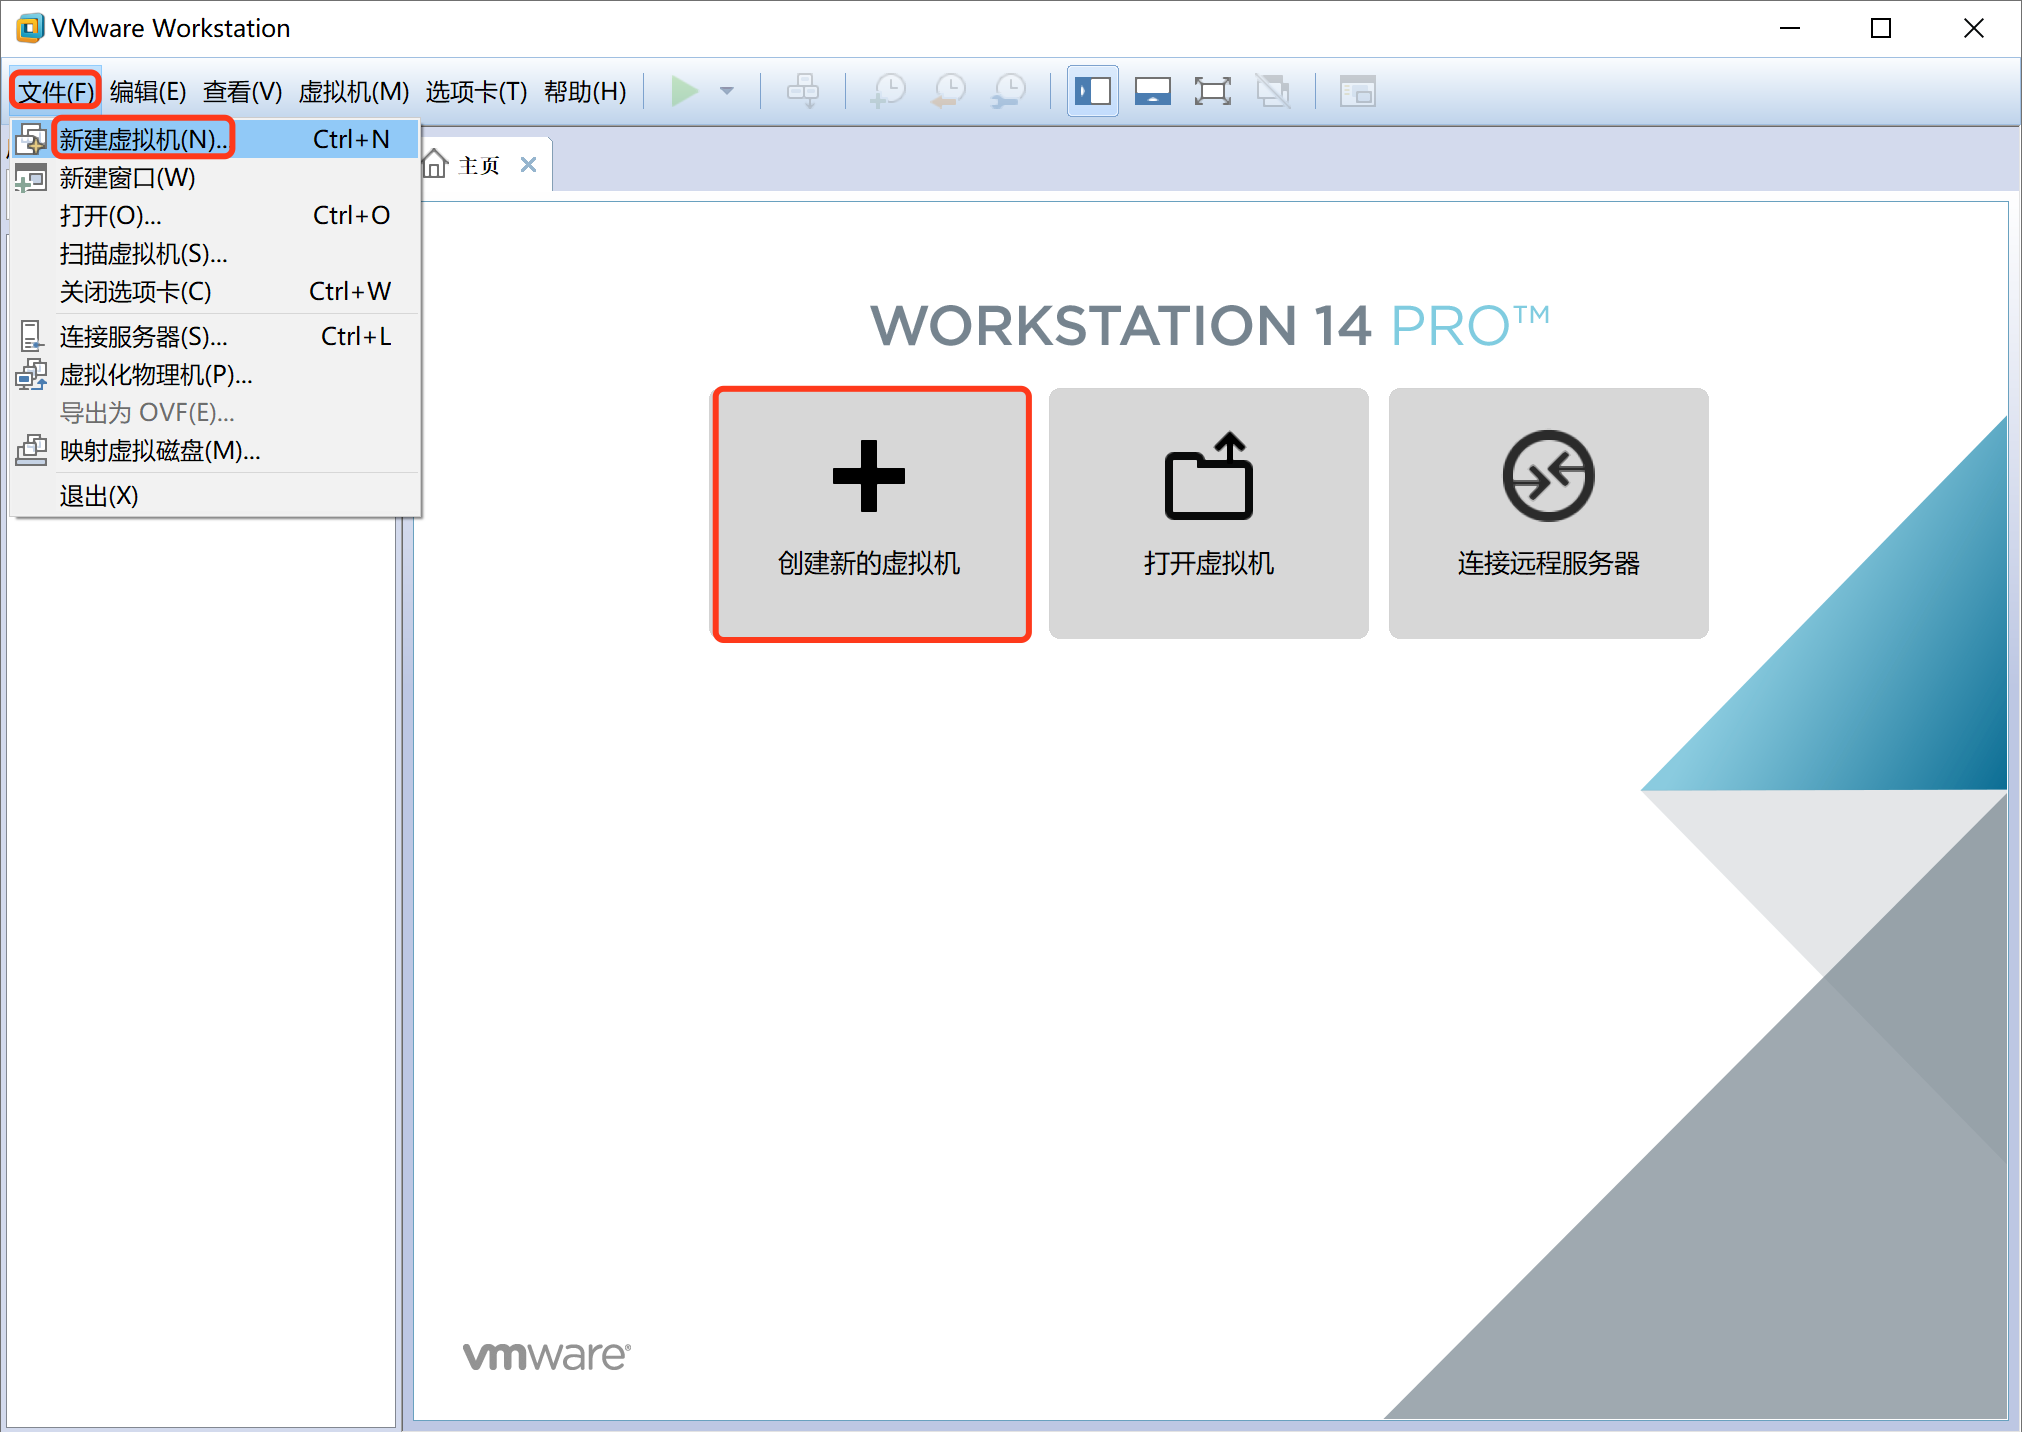 VMware Workstation
文件(F) 编辑(E) 查看(V) 虚拟机(M) 选项卡(T) 帮助(H)
新建虚拟机(N)... Ctrl+N
新建窗口(W)
打开(O)... Ctrl+O
扫描虚拟机(S)...
关闭选项卡(C) Ctrl+W
连接服务器(S)... Ctrl+L
虚拟化物理机(P)...
导出为 OVF(E)...
映射虚拟磁盘(M)...
退出(X)
主页
WORKSTATION 14 PRO™
创建新的虚拟机
打开虚拟机
连接远程服务器
vmware®